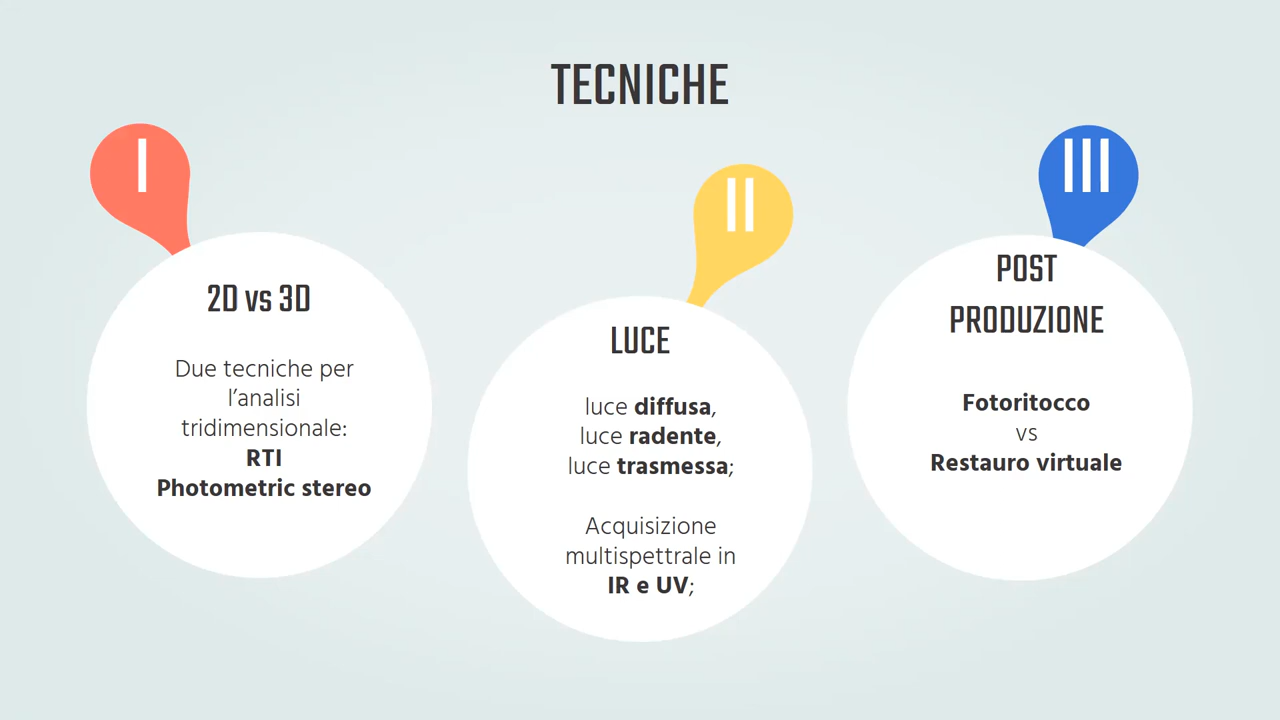 TECNICHE
I
2D vs 3D
Due tecniche per
l’analisi
tridimensionale:
RTI
Photometric stereo
II
LUCE
luce diffusa,
luce radente,
luce trasmessa;
Acquisizione
multispettrale in
IR e UV;
III
POST
PRODUZIONE
Fotoritocco
vs
Restauro virtuale